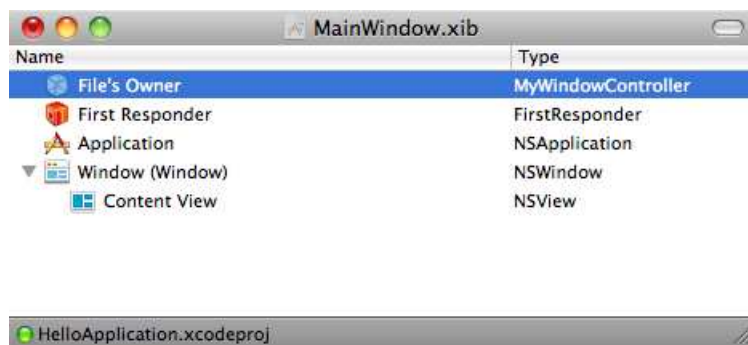 MainWindow.xib
Name Type
File's Owner MyWindowController
First Responder FirstResponder
Application NSApplication
Window (Window) NSWindow
Content View NSView
HelloApplication.xcodeproj